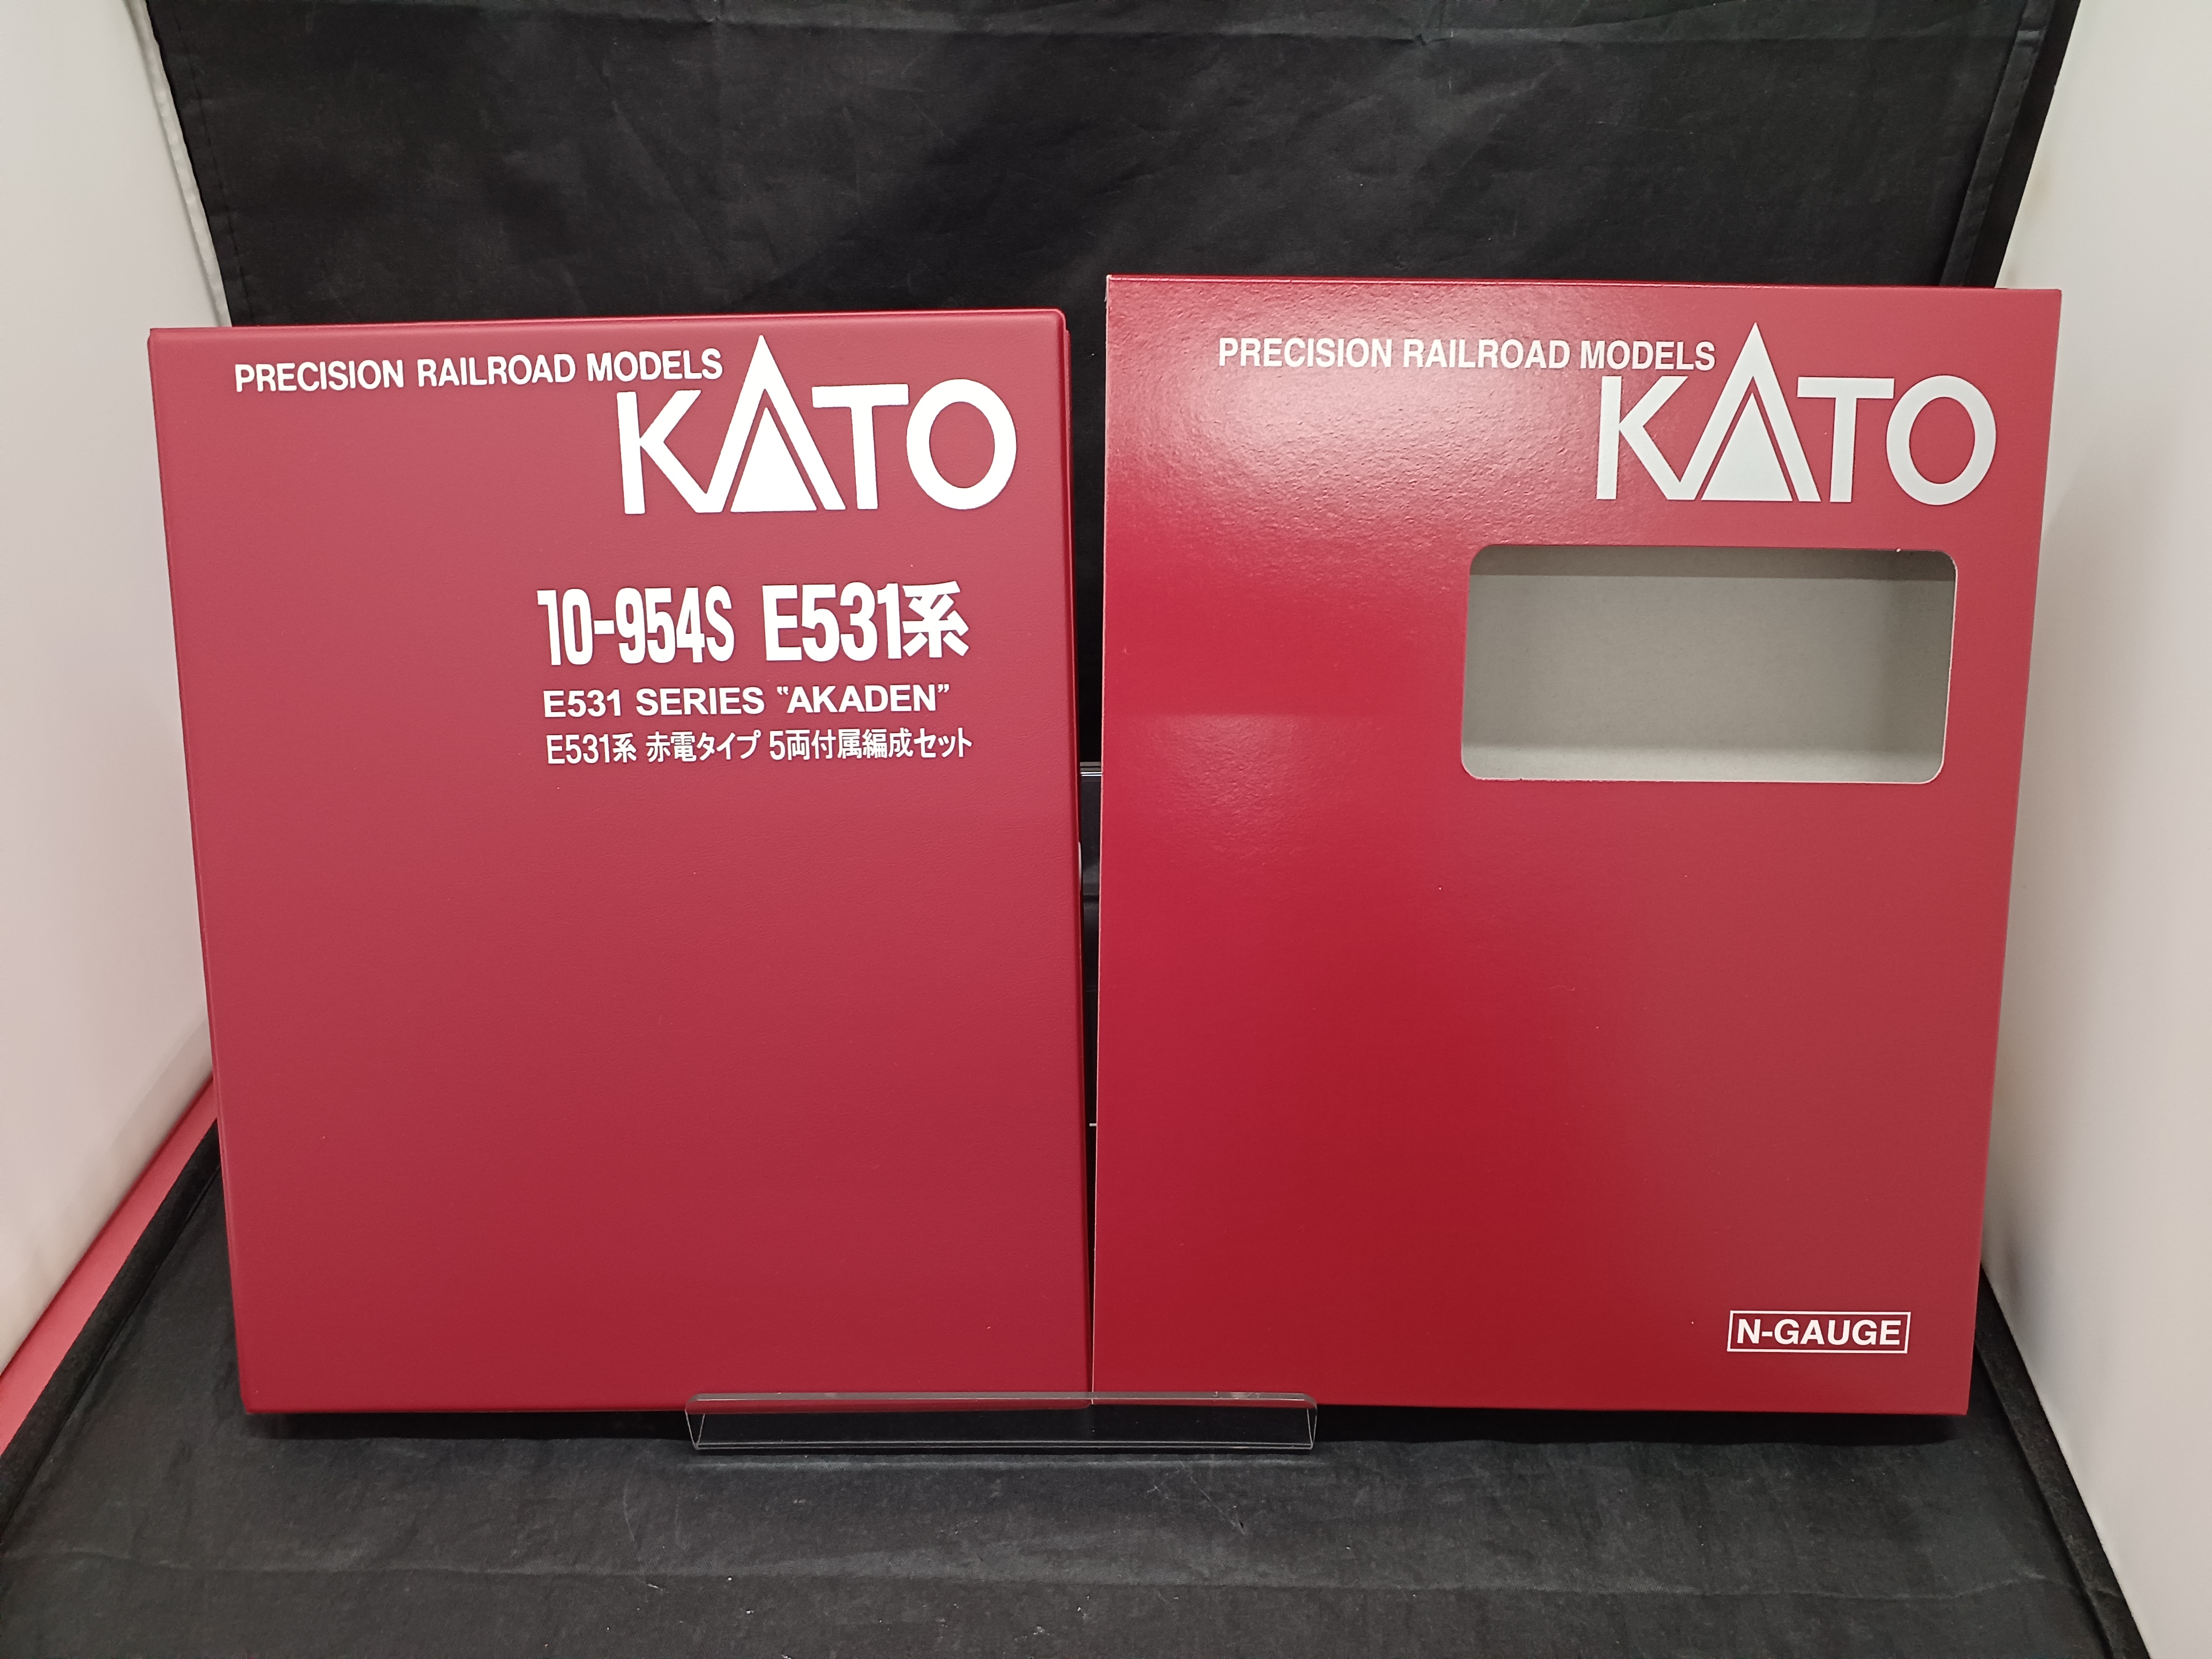 PRECISION RAILROAD MODELS
KATO
10-954S E531系
E531 SERIES "AKADEN"
E531系 赤電タイプ 5両付属編成セット
PRECISION RAILROAD MODELS
KATO
N-GAUGE